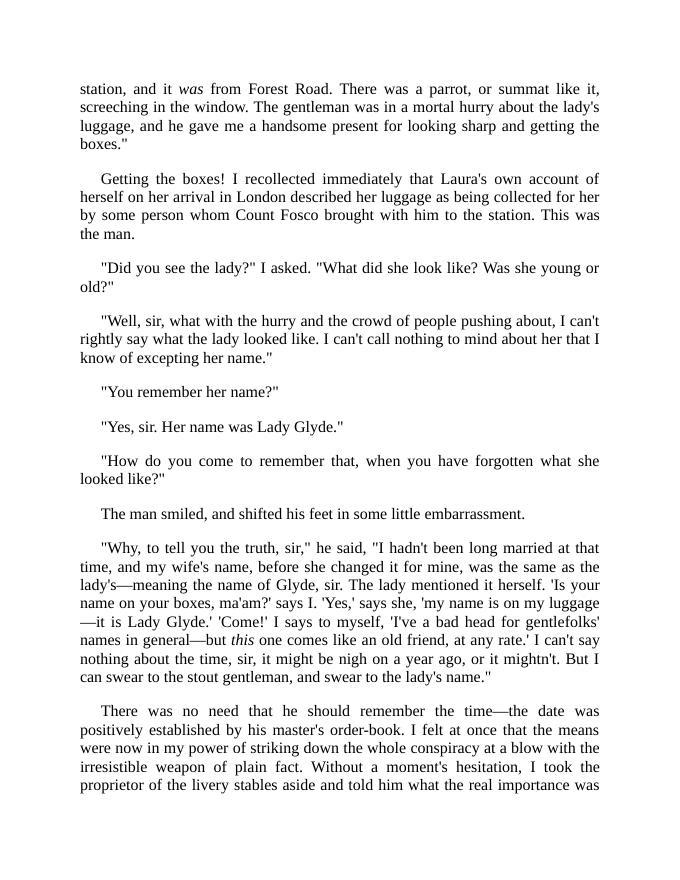 station, and it was from Forest Road. There was a parrot, or summat like it,
screeching in the window. The gentleman was in a mortal hurry about the lady's
luggage, and he gave me a handsome present for looking sharp and getting the
boxes."
Getting the boxes! I recollected immediately that Laura's own account of
herself on her arrival in London described her luggage as being collected for her
by some person whom Count Fosco brought with him to the station. This was
the man.
"Did you see the lady?" I asked. "What did she look like? Was she young or
old?"
"Well, sir, what with the hurry and the crowd of people pushing about, I can't
rightly say what the lady looked like. I can't call nothing to mind about her that I
know of excepting her name."
"You remember her name?"
"Yes, sir. Her name was Lady Glyde."
"How do you come to remember that, when you have forgotten what she
looked like?"
The man smiled, and shifted his feet in some little embarrassment.
"Why, to tell you the truth, sir," he said, "I hadn't been long married at that
time, and my wife's name, before she changed it for mine, was the same as the
lady's—meaning the name of Glyde, sir. The lady mentioned it herself. 'Is your
name on your boxes, ma'am?' says I. 'Yes,' says she, 'my name is on my luggage
—it is Lady Glyde.' 'Come!' I says to myself, 'I've a bad head for gentlefolks'
names in general—but this one comes like an old friend, at any rate.' I can't say
nothing about the time, sir, it might be nigh on a year ago, or it mightn't. But I
can swear to the stout gentleman, and swear to the lady's name."
There was no need that he should remember the time—the date was
positively established by his master's order-book. I felt at once that the means
were now in my power of striking down the whole conspiracy at a blow with the
irresistible weapon of plain fact. Without a moment's hesitation, I took the
proprietor of the livery stables aside and told him what the real importance was